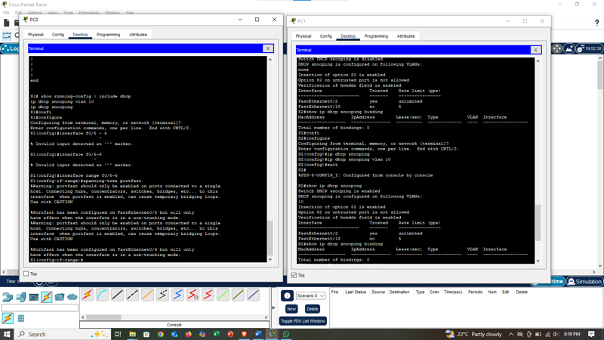 Cisco Packet Tracer
PC0
Physical Config Desktop Programming Attributes
Terminal
X
!
!
!
!
end
S1# show running-config | include dhcp
ip dhcp snooping vlan 10
ip dhcp snooping
S1#conf1
S1#configure
Configuring from terminal, memory, or network [terminal]?
Enter configuration commands, one per line. End with CNTL/Z.
S1(config)#interface f0/5 - 6
^
% Invalid input detected at '^' marker.
S1(config)#interface f0/5-6
^
% Invalid input detected at '^' marker.
S1(config)#interface range f0/5-6
S1(config-if-range)#spanning-tree portfast
%Warning: portfast should only be enabled on ports connected to a single
host. Connecting hubs, concentrators, switches, bridges, etc... to this
interface when portfast is enabled, can cause temporary bridging loops.
Use with CAUTION
%Portfast has been configured on FastEthernet0/5 but will only
have effect when the interface is in a non-trunking mode.
%Warning: portfast should only be enabled on ports connected to a single
host. Connecting hubs, concentrators, switches, bridges, etc... to this
interface when portfast is enabled, can cause temporary bridging loops.
Use with CAUTION
%Portfast has been configured on FastEthernet0/6 but will only
have effect when the interface is in a non-trunking mode.
S1(config-if-range)#
Top
Physical Config Desktop Programming Attributes
Terminal
X
Switch DHCP snooping is disabled
DHCP snooping is configured on following VLANs:
none
Insertion of option 82 is enabled
Option 82 on untrusted port is not allowed
Verification of hwaddr field is enabled
Interface Trusted Rate limit (pps)
FastEthernet0/2 yes unlimited
FastEthernet0/18 no 5
S2#show ip dhcp snooping binding
MacAddress IpAddress Lease(sec) Type VLAN Interface
Total number of bindings: 0
S2#conf1
S2#configure
Configuring from terminal, memory, or network [terminal]?
Enter configuration commands, one per line. End with CNTL/Z.
S2(config)#ip dhcp snooping
S2(config)#ip dhcp snooping vlan 10
S2(config)#exit
S2#
%SYS-5-CONFIG_I: Configured from console by console
S2#show ip dhcp snooping
Switch DHCP snooping is enabled
DHCP snooping is configured on following VLANs:
10
Insertion of option 82 is enabled
Option 82 on untrusted port is not allowed
Verification of hwaddr field is enabled
Interface Trusted Rate limit (pps)
FastEthernet0/2 yes unlimited
FastEthernet0/18 no 5
S2#show ip dhcp snooping binding
MacAddress IpAddress Lease(sec) Type VLAN Interface
Total number of bindings: 0
Top
Simulation
Scenario 0
New Delete
Toggle PDU List Window
Fire Last Status Source Destination Type Color Time(sec) Periodic Num Edit Delete
Console
Search
22°C Partly cloudy